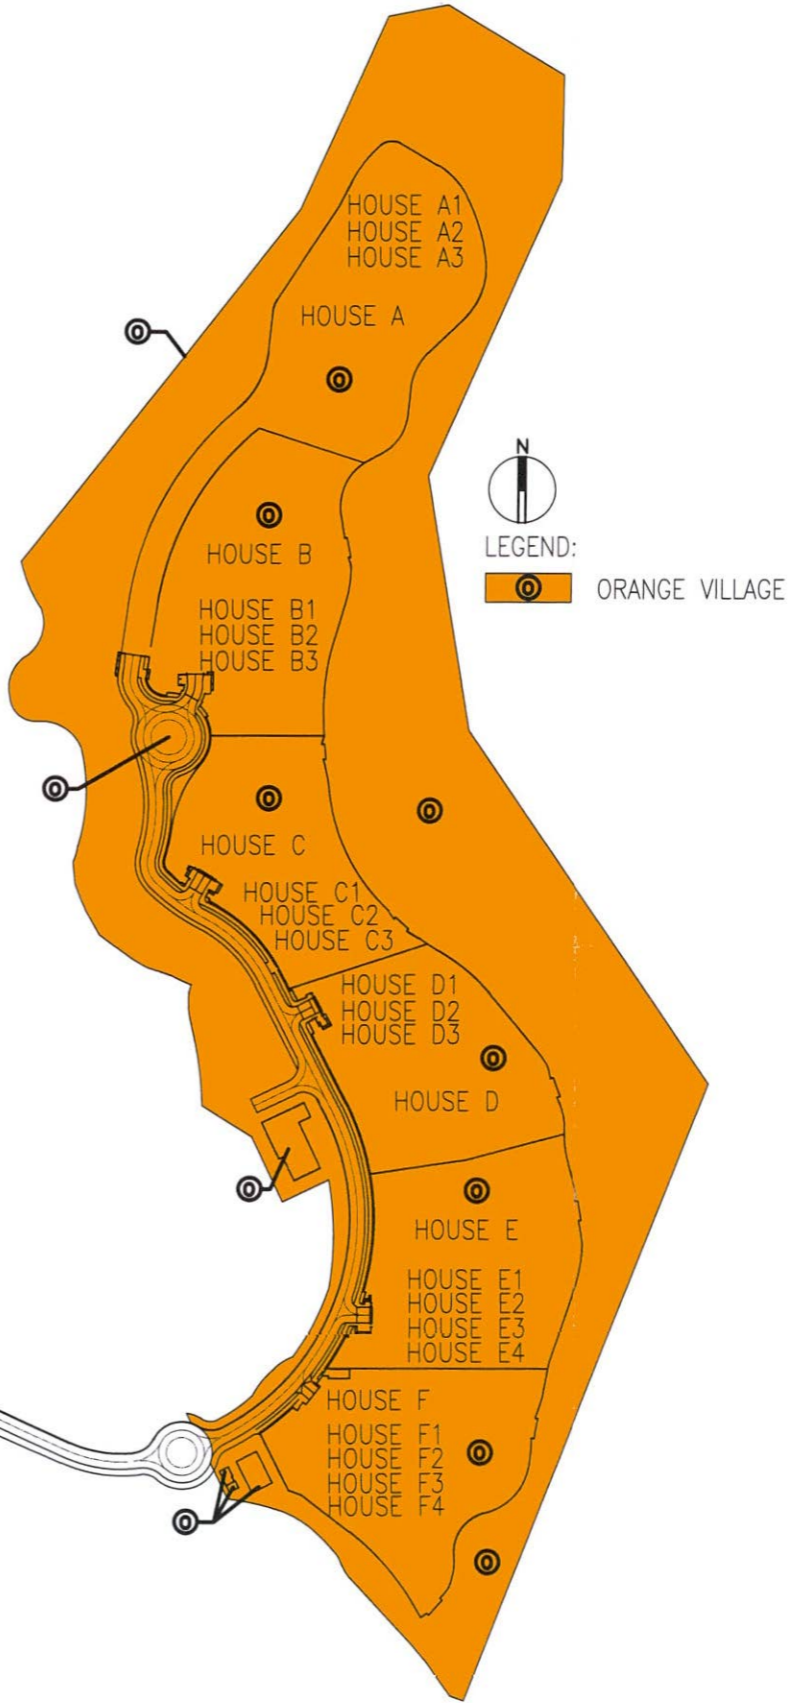 HOUSE A1
HOUSE A2
HOUSE A3
HOUSE A
O
O
N
LEGEND:
O ORANGE VILLAGE
O
HOUSE B
HOUSE B1
HOUSE B2
HOUSE B3
O
O
O
HOUSE C
HOUSE C1
HOUSE C2
HOUSE C3
HOUSE D1
HOUSE D2
HOUSE D3
O
HOUSE D
O
O
HOUSE E
HOUSE E1
HOUSE E2
HOUSE E3
HOUSE E4
HOUSE F
HOUSE F1
HOUSE F2
HOUSE F3
HOUSE F4
O
O
O